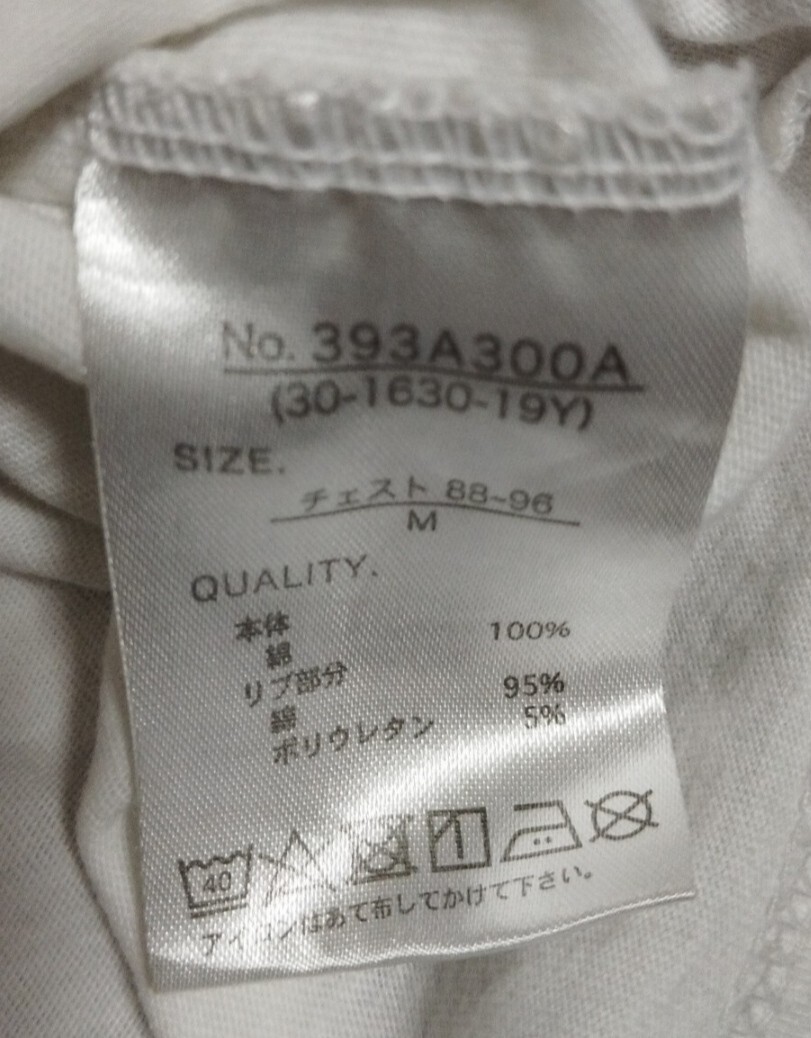 No. 393A300A
(30-1630-19Y)
SIZE.
チェスト 88~96
M
QUALITY.
本体
綿 100%
リブ部分
綿 95%
ポリウレタン 5%
40
アイロンはあて布してかけて下さい。